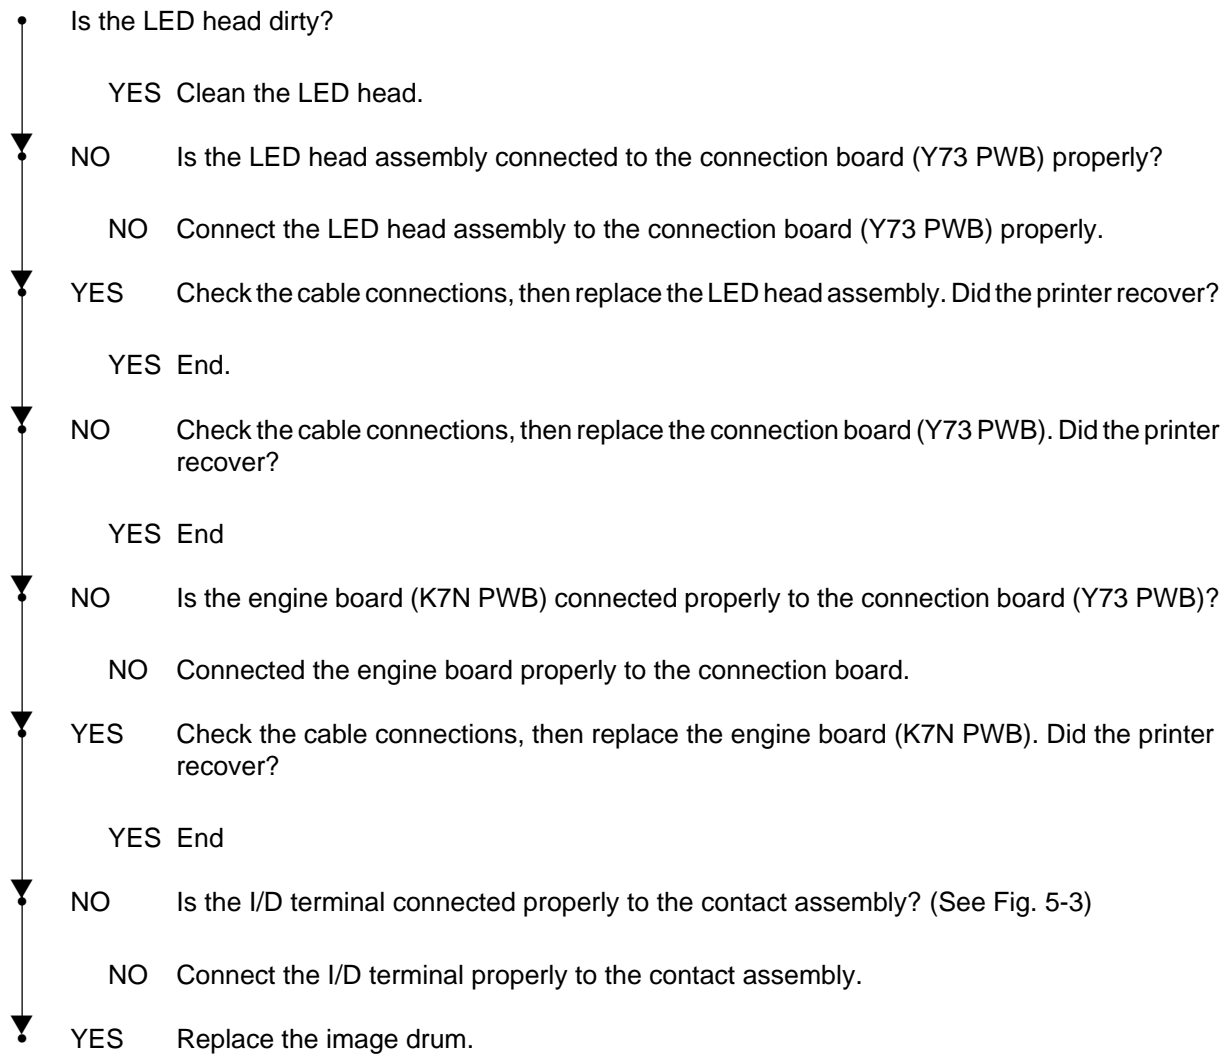 Is the LED head dirty?
YES Clean the LED head.
NO Is the LED head assembly connected to the connection board (Y73 PWB) properly?
NO Connect the LED head assembly to the connection board (Y73 PWB) properly.
YES Check the cable connections, then replace the LED head assembly. Did the printer recover?
YES End.
NO Check the cable connections, then replace the connection board (Y73 PWB). Did the printer
recover?
YES End
NO Is the engine board (K7N PWB) connected properly to the connection board (Y73 PWB)?
NO Connected the engine board properly to the connection board.
YES Check the cable connections, then replace the engine board (K7N PWB). Did the printer
recover?
YES End
NO Is the I/D terminal connected properly to the contact assembly? (See Fig. 5-3)
NO Connect the I/D terminal properly to the contact assembly.
YES Replace the image drum.